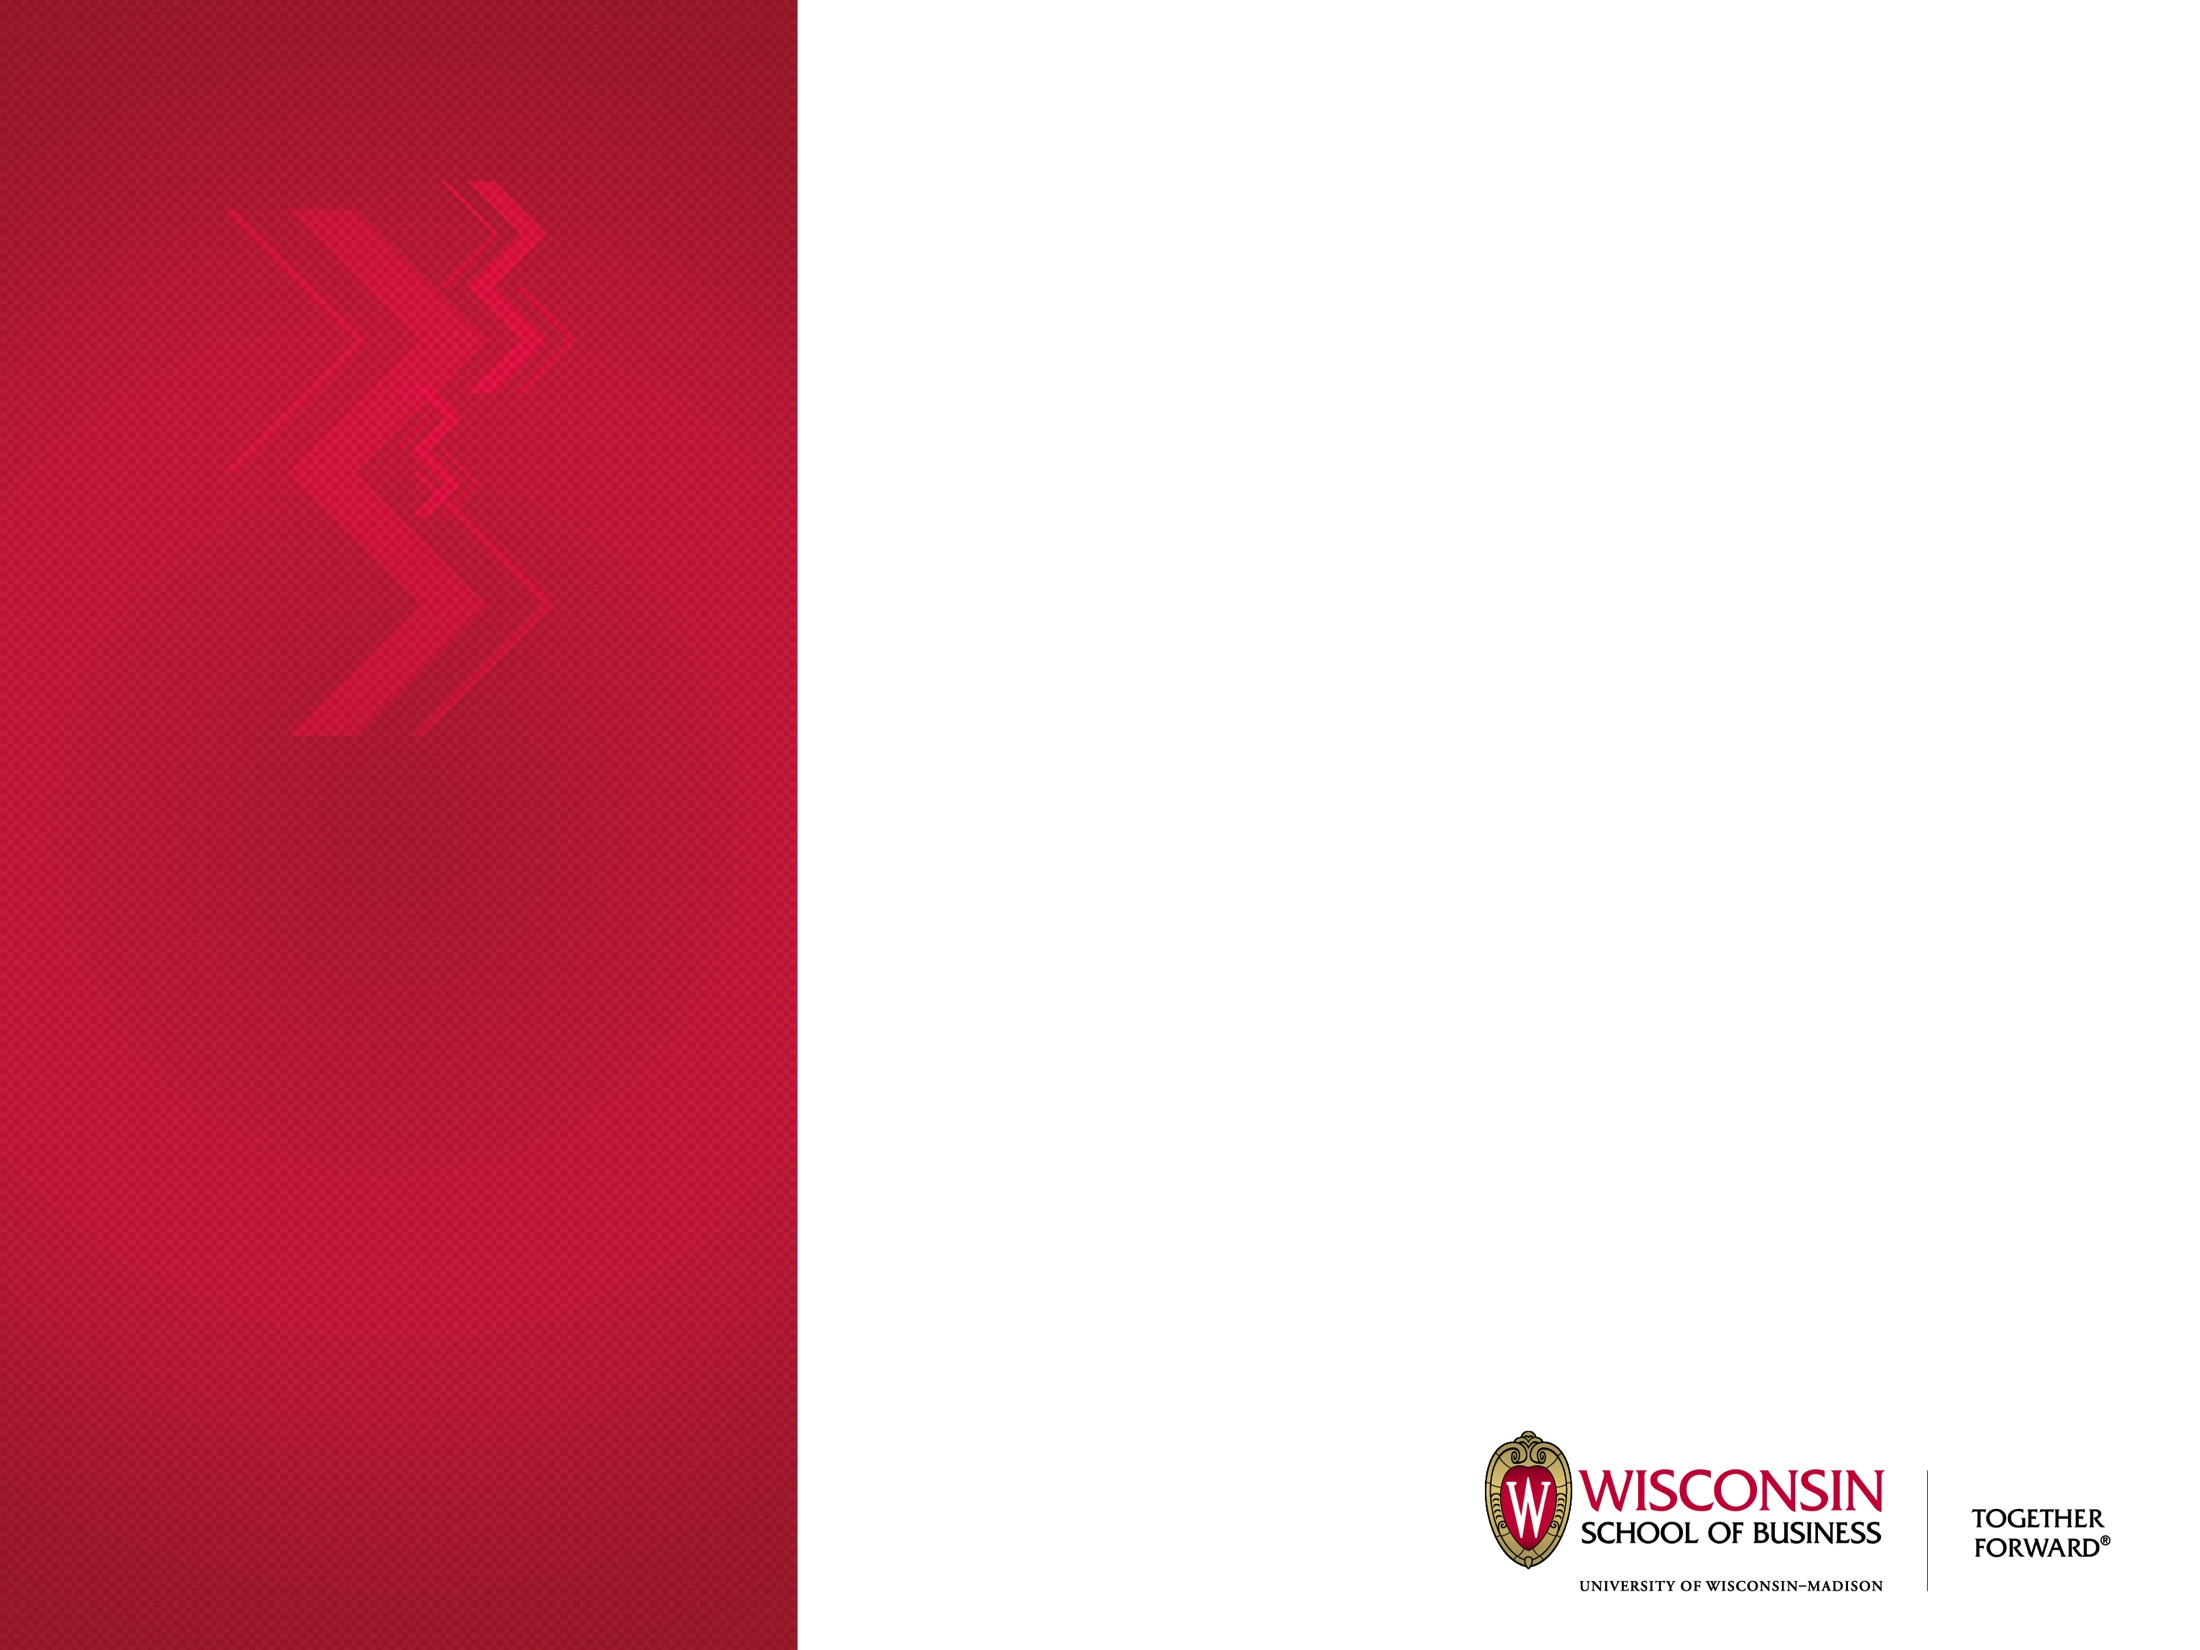 W
WISCONSIN
SCHOOL OF BUSINESS
UNIVERSITY OF WISCONSIN–MADISON
TOGETHER
FORWARD®